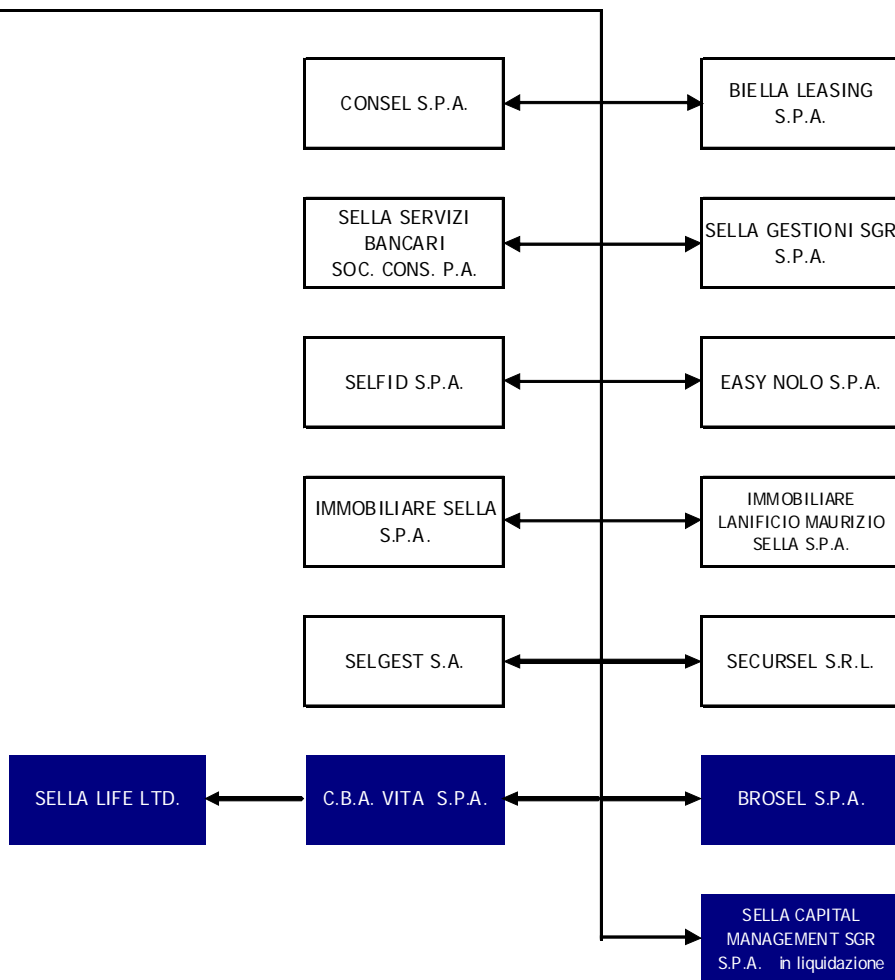 CONSEL S.P.A.
BIELLA LEASING
S.P.A.
SELLA SERVIZI
BANCARI
SOC. CONS. P.A.
SELLA GESTIONI SGR
S.P.A.
SELFID S.P.A.
EASY NOLO S.P.A.
IMMOBILIARE SELLA
S.P.A.
IMMOBILIARE
LANIFICIO MAURIZIO
SELLA S.P.A.
SELGEST S.A.
SECURSEL S.R.L.
SELLA LIFE LTD.
C.B.A. VITA S.P.A.
BROSEL S.P.A.
SELLA CAPITAL
MANAGEMENT SGR
S.P.A. in liquidazione